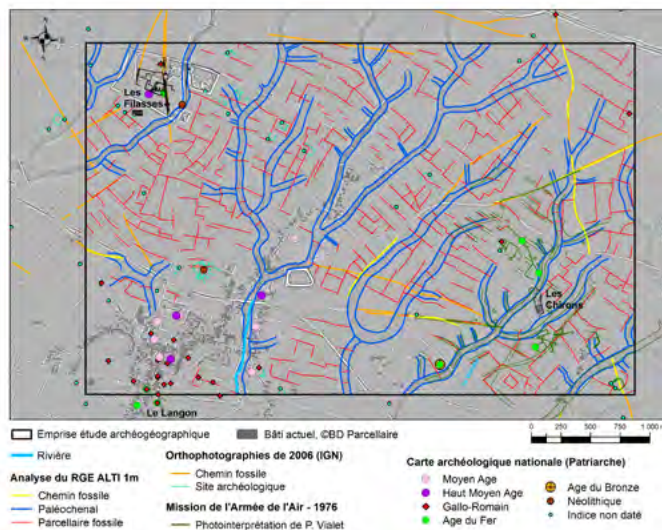 Les
Filasses
Les
Chirons
Le Langon
Emprise étude archéogéographique
Bâti actuel, ©BD Parcellaire
0 250 500 1 000
Rivière
Analyse du RGE ALTI 1m
Chemin fossile
Paléochenal
Parcellaire fossile
Orthophotographies de 2006 (IGN)
Chemin fossile
Site archéologique
Mission de l'Armée de l'Air - 1976
Photointerprétation de P. Vialet
Carte archéologique nationale (Patriarche)
Moyen Age
Haut Moyen Age
Gallo-Romain
Age du Fer
Age du Bronze
Néolithique
Indice non daté